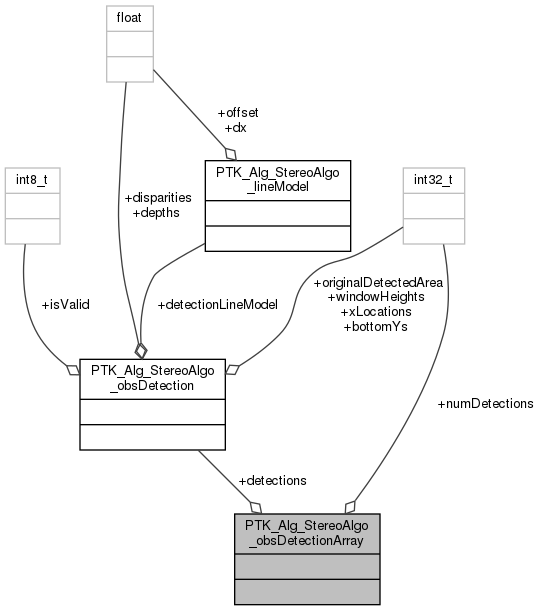 float
+offset
+dx
PTK_Alg_StereoAlgo
_lineModel
int8_t
int32_t
+disparities
+depths
+isValid
+detectionLineModel
+originalDetectedArea
+windowHeights
+xLocations
+bottomYs
PTK_Alg_StereoAlgo
_obsDetection
+numDetections
+detections
PTK_Alg_StereoAlgo
_obsDetectionArray